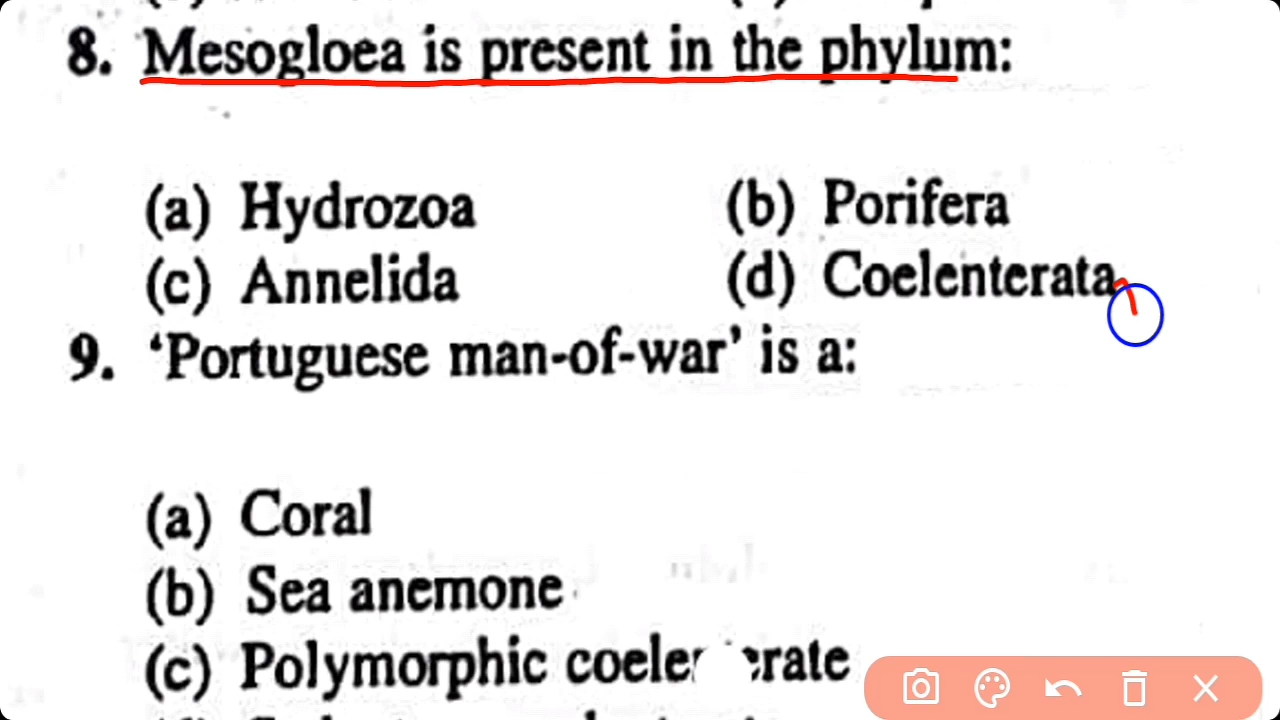 8. Mesogloea is present in the phylum:
(a) Hydrozoa (b) Porifera
(c) Annelida (d) Coelenterata
9. ‘Portuguese man-of-war’ is a:
(a) Coral
(b) Sea anemone
(c) Polymorphic